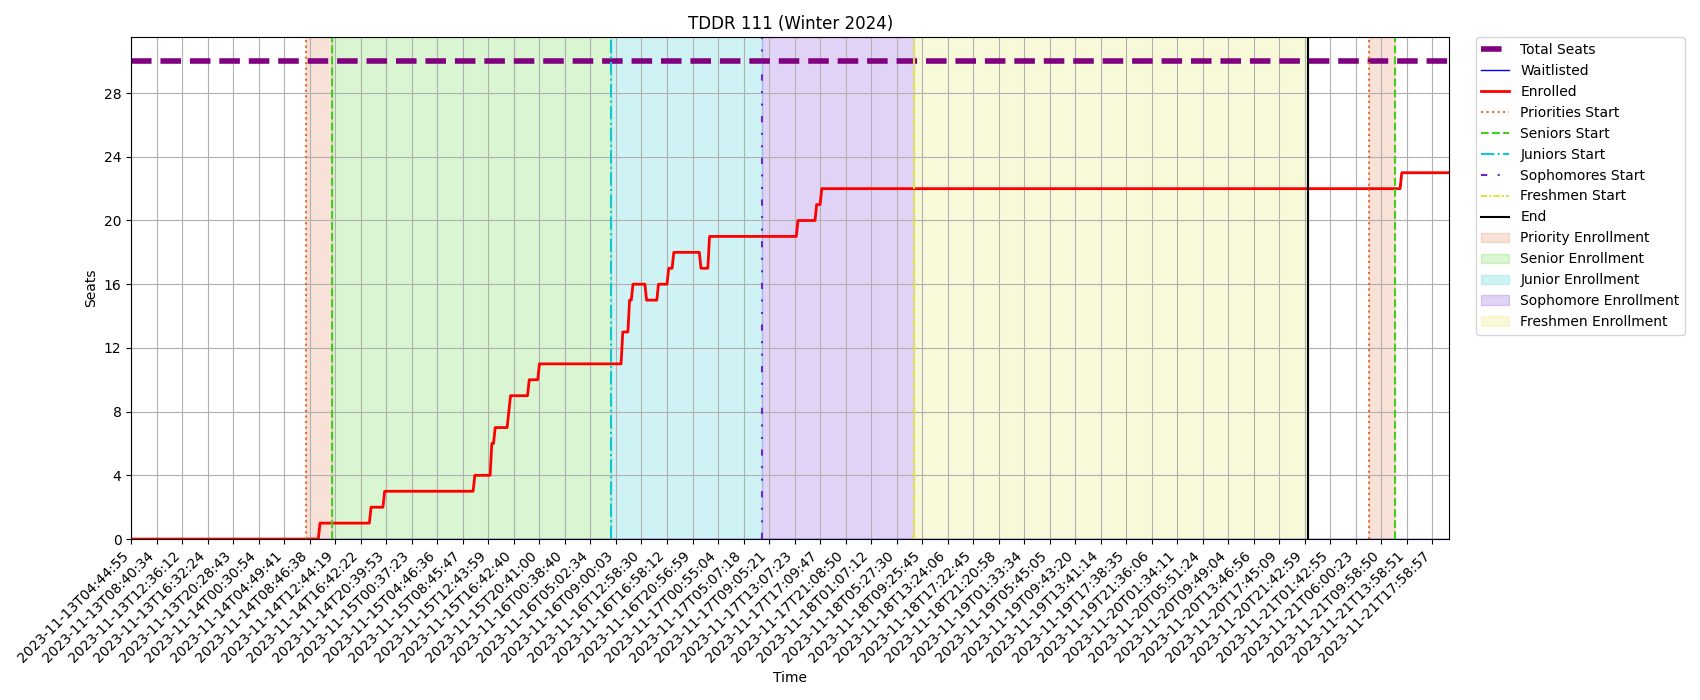 TDDR 111 (Winter 2024)
Total Seats
Waitlisted
Enrolled
Priorities Start
Seniors Start
Juniors Start
Sophomores Start
Freshmen Start
End
Priority Enrollment
Senior Enrollment
Junior Enrollment
Sophomore Enrollment
Freshmen Enrollment
Seats
28
24
20
16
12
8
4
0
2023-11-13T04:44:55
2023-11-13T08:40:34
2023-11-13T12:36:12
2023-11-13T16:32:24
2023-11-13T20:28:43
2023-11-14T00:30:54
2023-11-14T04:49:41
2023-11-14T08:46:38
2023-11-14T12:44:19
2023-11-14T16:42:22
2023-11-14T20:39:53
2023-11-15T00:37:23
2023-11-15T04:46:36
2023-11-15T08:45:47
2023-11-15T12:43:59
2023-11-15T16:42:40
2023-11-15T20:41:00
2023-11-16T00:38:40
2023-11-16T05:02:34
2023-11-16T09:00:03
2023-11-16T12:58:30
2023-11-16T16:58:12
2023-11-16T20:56:59
2023-11-17T00:55:04
2023-11-17T05:07:18
2023-11-17T09:05:21
2023-11-17T13:07:23
2023-11-17T17:09:47
2023-11-17T21:08:50
2023-11-18T01:07:12
2023-11-18T05:27:30
2023-11-18T09:25:45
2023-11-18T13:24:06
2023-11-18T17:22:45
2023-11-18T21:20:58
2023-11-19T01:33:34
2023-11-19T05:45:05
2023-11-19T09:43:20
2023-11-19T13:41:14
2023-11-19T17:38:35
2023-11-19T21:36:06
2023-11-20T01:34:11
2023-11-20T05:51:24
2023-11-20T09:49:04
2023-11-20T13:46:56
2023-11-20T17:45:09
2023-11-20T21:42:59
2023-11-21T01:42:55
2023-11-21T06:00:23
2023-11-21T09:58:50
2023-11-21T13:58:51
2023-11-21T17:58:57
Time